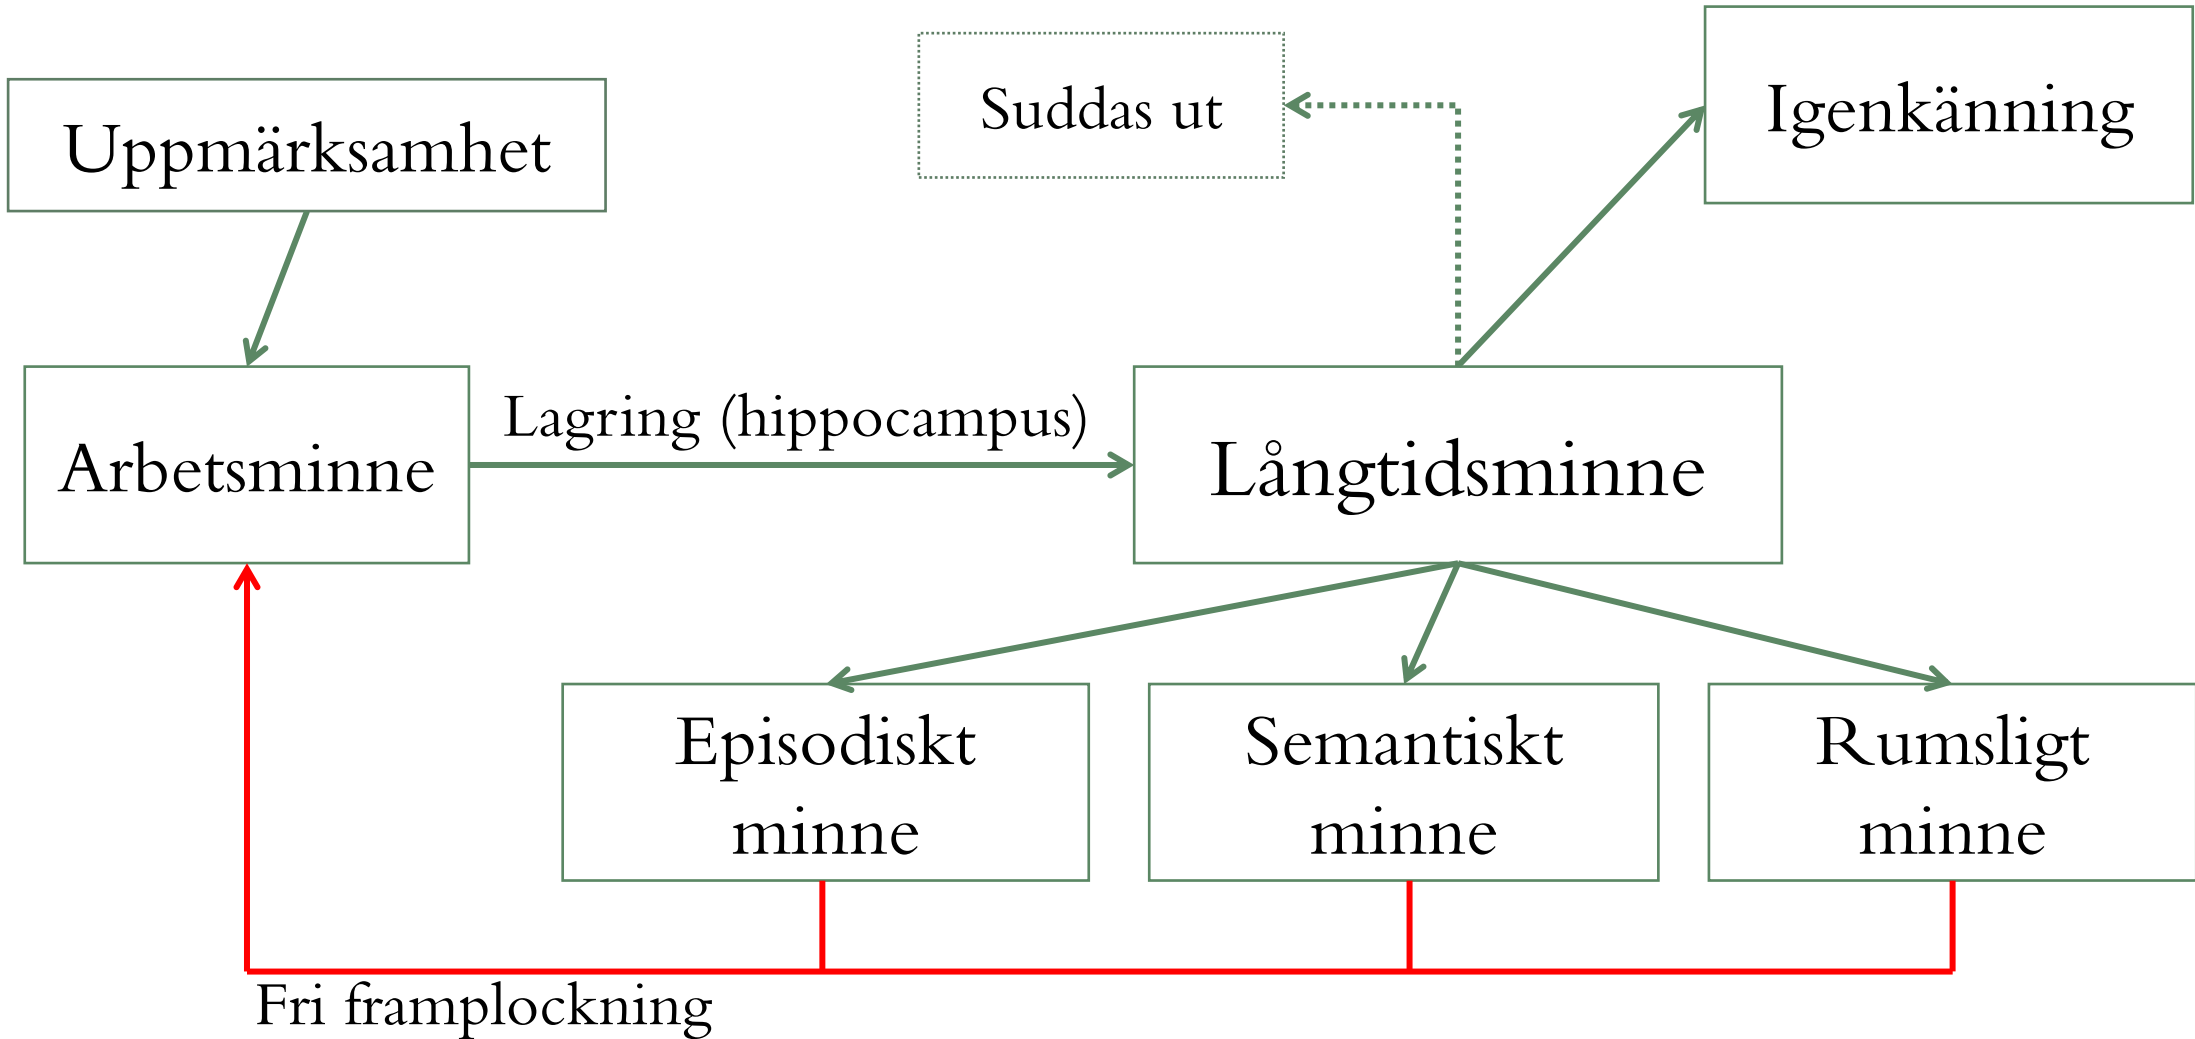 Suddas ut
Igenkänning
Uppmärksamhet
Lagring (hippocampus)
Arbetsminne
Långtidsminne
Episodiskt
minne
Semantiskt
minne
Rumsligt
minne
Fri framplockning